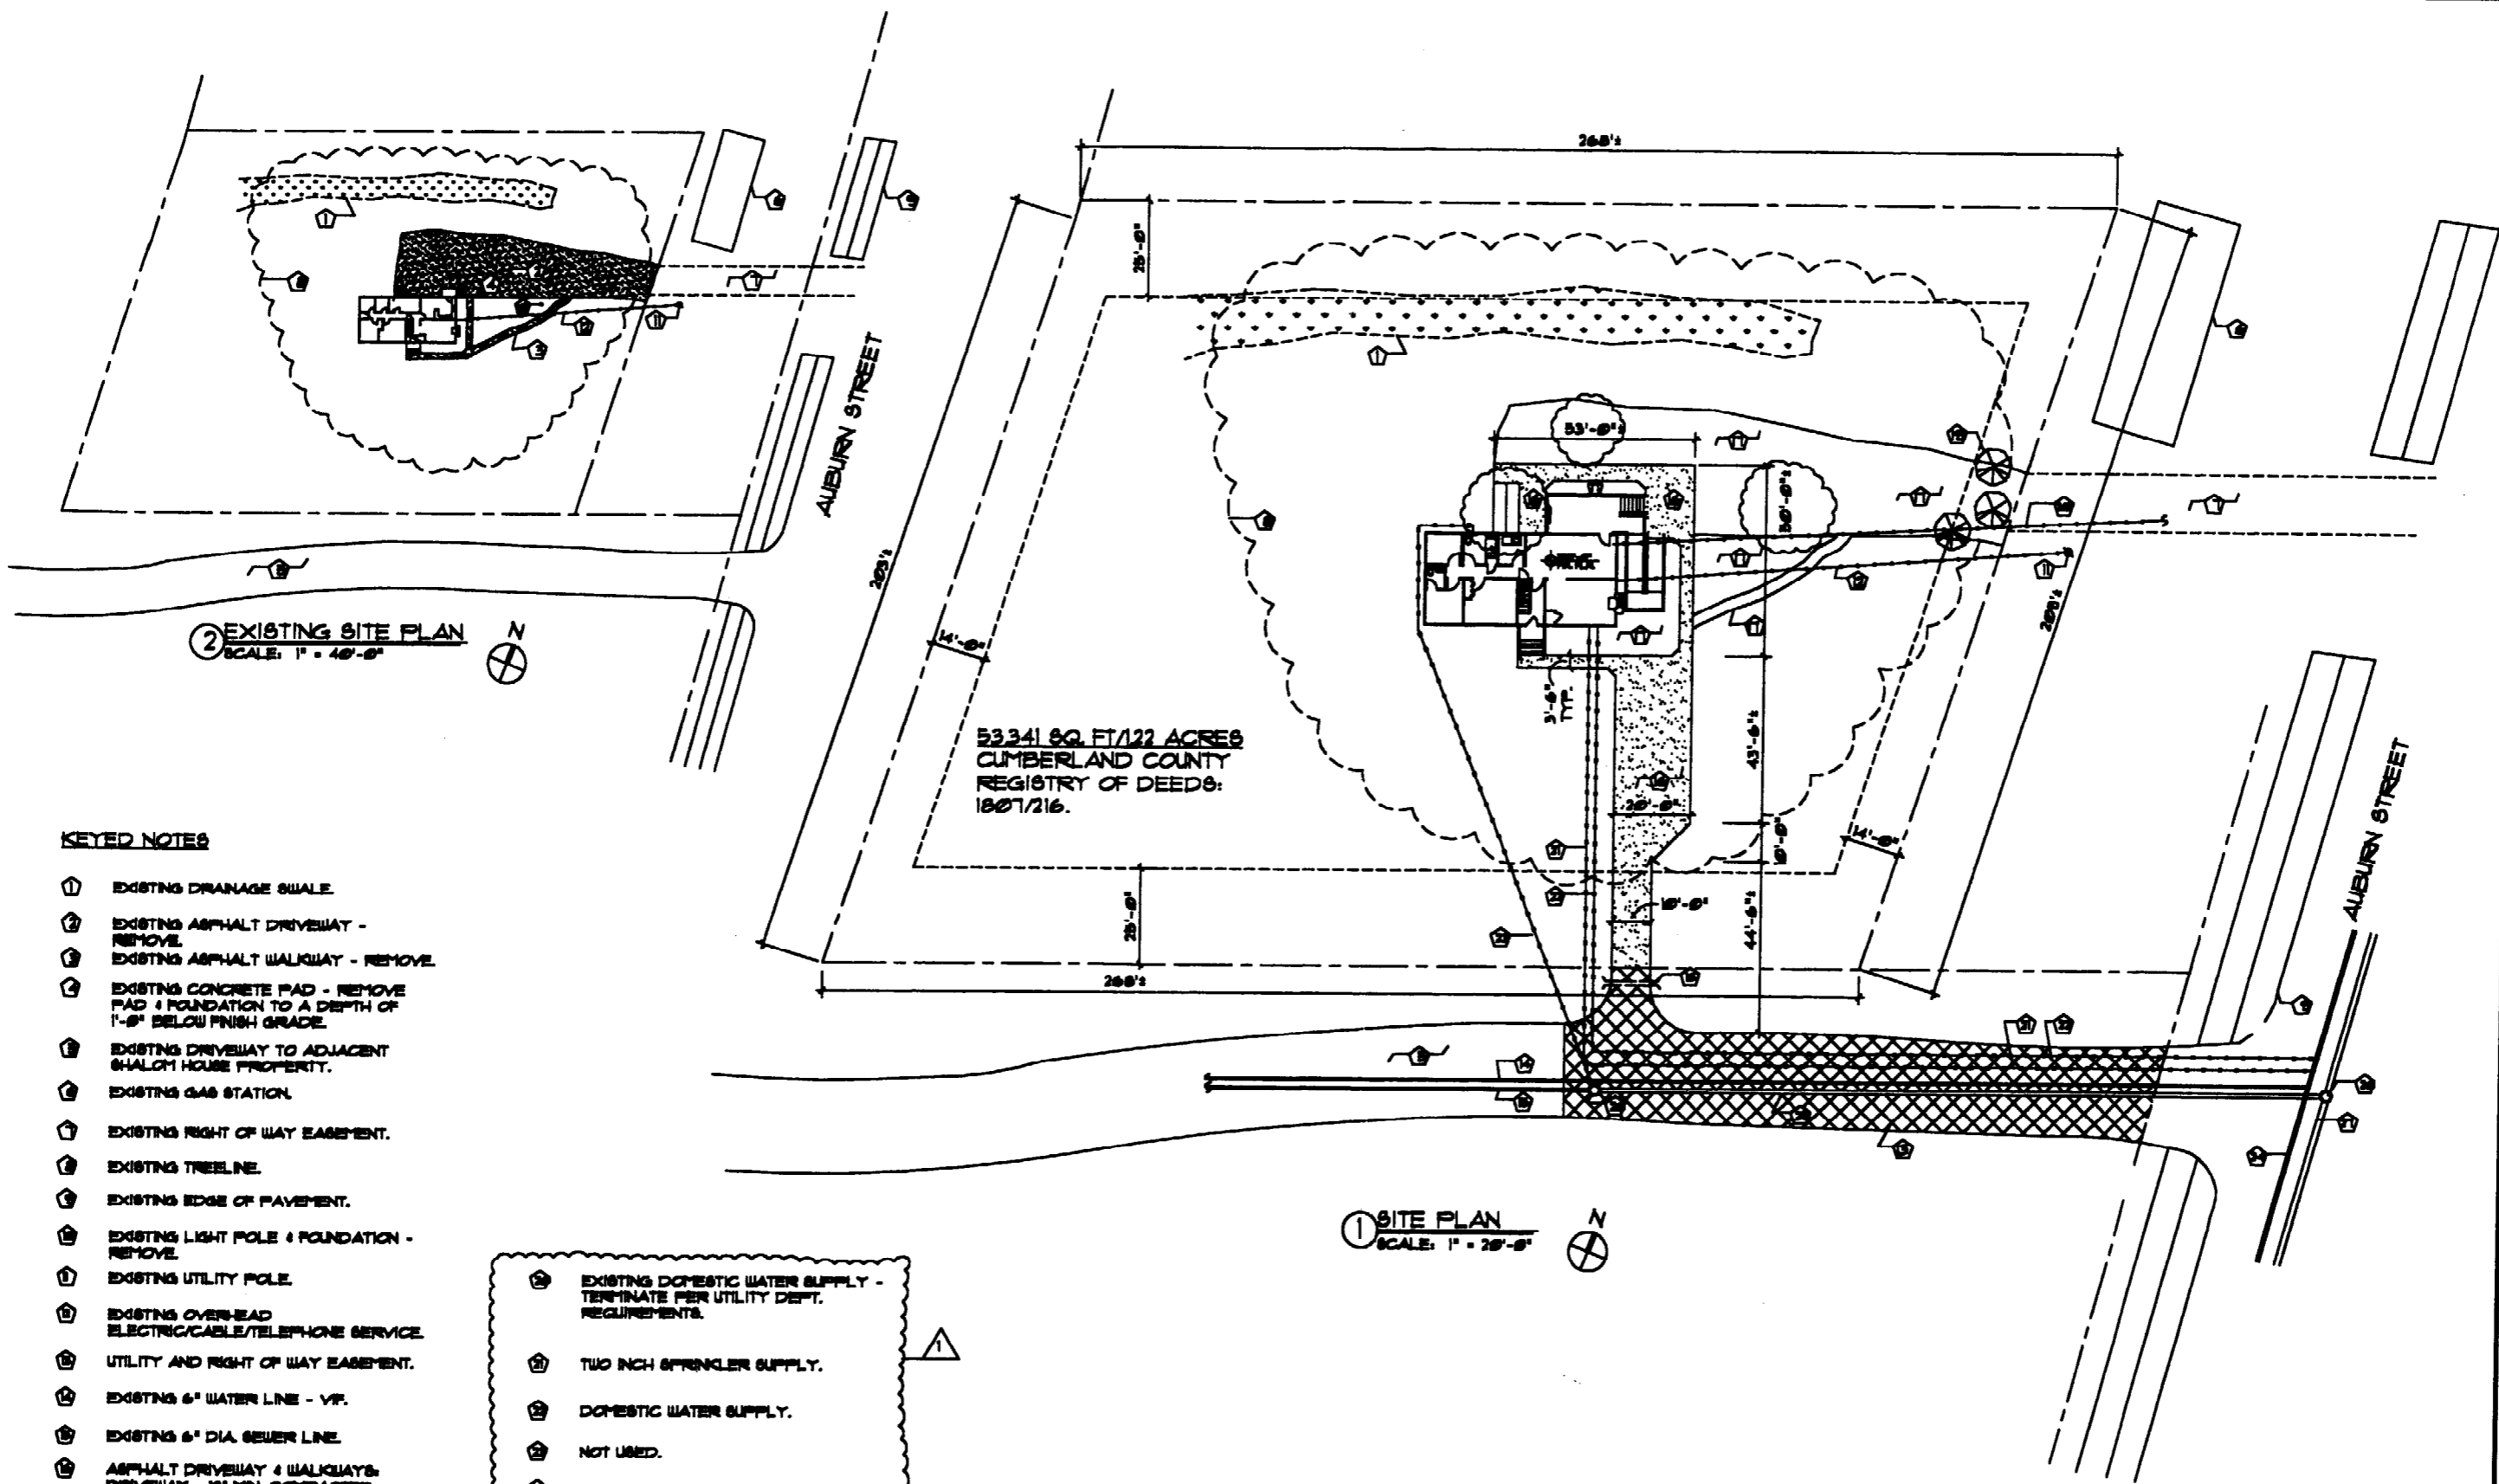 268'±
25'-0"
AUBURN STREET
53'-0"±
30'-0"±
203'±
208'±
2 EXISTING SITE PLAN
SCALE: 1" = 40'-0"
N
14'-0"
3'-6"
TYP.
53,341 SQ. FT/1.22 ACRES
CUMBERLAND COUNTY
REGISTRY OF DEEDS:
1807/216.
43'-6"±
20'-0"
10'-0"
14'-0"
AUBURN STREET
25'-0"
10'-0"
44'-6"±
268'±
1 SITE PLAN
SCALE: 1" = 20'-0"
N
KEYED NOTES
1 EXISTING DRAINAGE SWALE.
2 EXISTING ASPHALT DRIVEWAY -
REMOVE.
3 EXISTING ASPHALT WALKWAY - REMOVE.
4 EXISTING CONCRETE PAD - REMOVE
PAD & FOUNDATION TO A DEPTH OF
1'-0" BELOW FINISH GRADE.
5 EXISTING DRIVEWAY TO ADJACENT
SHALOM HOUSE PROPERTY.
6 EXISTING GAS STATION.
7 EXISTING RIGHT OF WAY EASEMENT.
8 EXISTING TREELINE.
9 EXISTING EDGE OF PAVEMENT.
10 EXISTING LIGHT POLE & FOUNDATION -
REMOVE.
11 EXISTING UTILITY POLE.
12 EXISTING OVERHEAD
ELECTRIC/CABLE/TELEPHONE SERVICE.
13 UTILITY AND RIGHT OF WAY EASEMENT.
14 EXISTING 6" WATER LINE - VIF.
15 EXISTING 6" DIA. SEWER LINE.
16 ASPHALT DRIVEWAY & WALKWAYS:
20 EXISTING DOMESTIC WATER SUPPLY -
TERMINATE PER UTILITY DEPT.
REQUIREMENTS.
1
21 TWO INCH SPRINKLER SUPPLY.
22 DOMESTIC WATER SUPPLY.
23 NOT USED.